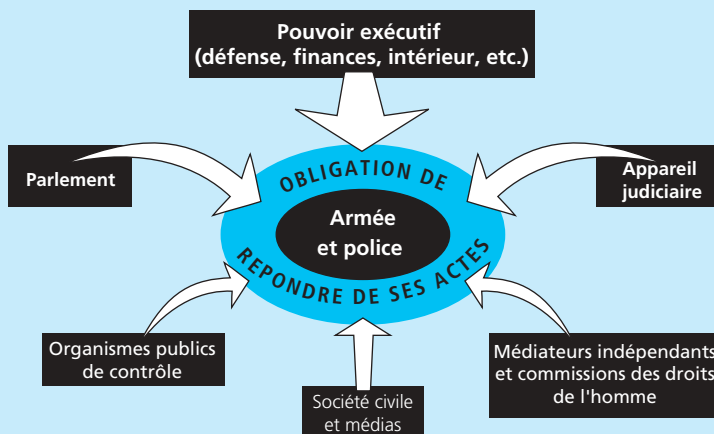 Pouvoir exécutif
(défense, finances, intérieur, etc.)
Parlement
Appareil
judiciaire
OBLIGATION DE
REPONDRE DE SES ACTES
Armée
et police
Organismes publics
de contrôle
Société civile
et médias
Médiateurs indépendants
et commissions des droits
de l'homme